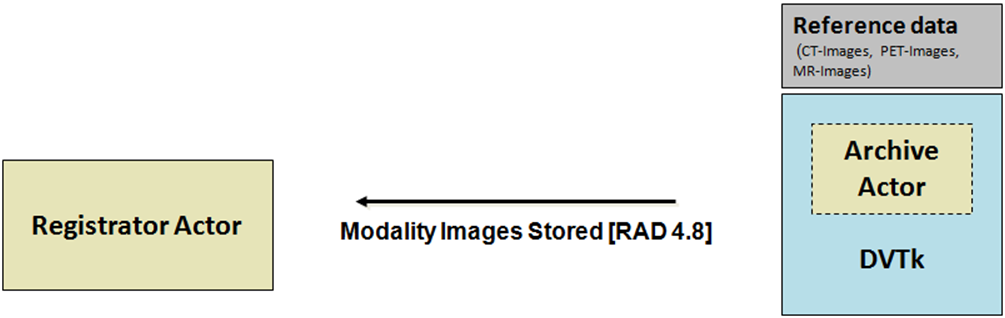 Reference data
(CT-Images, PET-Images,
MR-Images)
Archive
Actor
Registrator Actor
Modality Images Stored [RAD 4.8]
DVTk